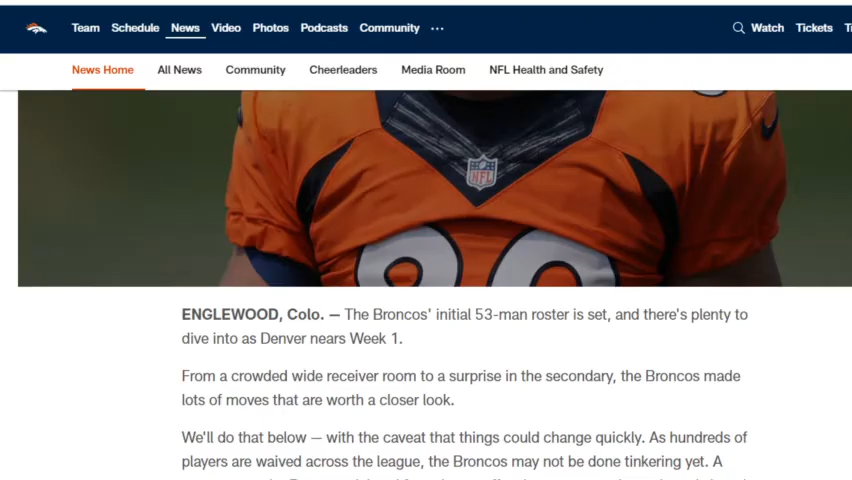 Team Schedule News Video Photos Podcasts Community ... Watch Tickets
News Home All News Community Cheerleaders Media Room NFL Health and Safety
NFL
ENGLEWOOD, Colo. — The Broncos' initial 53-man roster is set, and there's plenty to
dive into as Denver nears Week 1.
From a crowded wide receiver room to a surprise in the secondary, the Broncos made
lots of moves that are worth a closer look.
We'll do that below — with the caveat that things could change quickly. As hundreds of
players are waived across the league, the Broncos may not be done tinkering yet. A